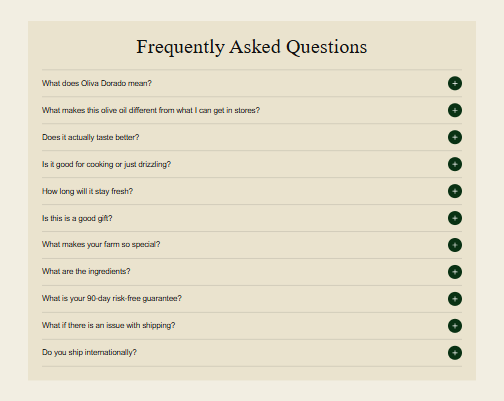 Frequently Asked Questions
What does Oliva Dorado mean?
What makes this olive oil different from what I can get in stores?
Does it actually taste better?
Is it good for cooking or just drizzling?
How long will it stay fresh?
Is this is a good gift?
What makes your farm so special?
What are the ingredients?
What is your 90-day risk-free guarantee?
What if there is an issue with shipping?
Do you ship internationally?